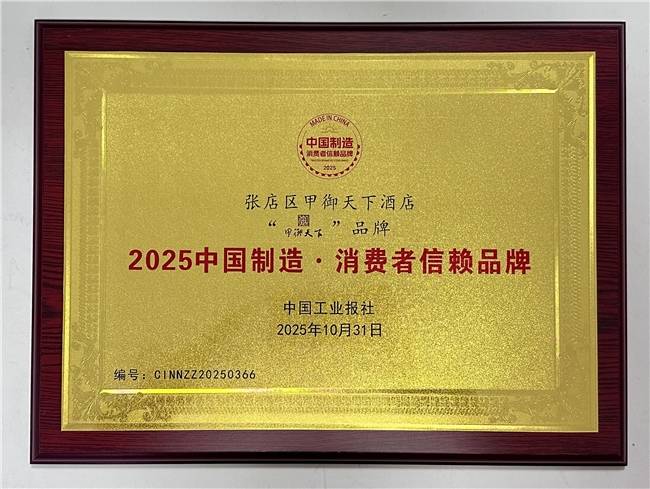 MADE IN CHINA
中国制造
消费者信赖品牌
2025
张店区甲御天下酒店
“甲御天下”品牌
2025中国制造·消费者信赖品牌
中国工业报社
2025年10月31日
编号：CINNZZ20250366